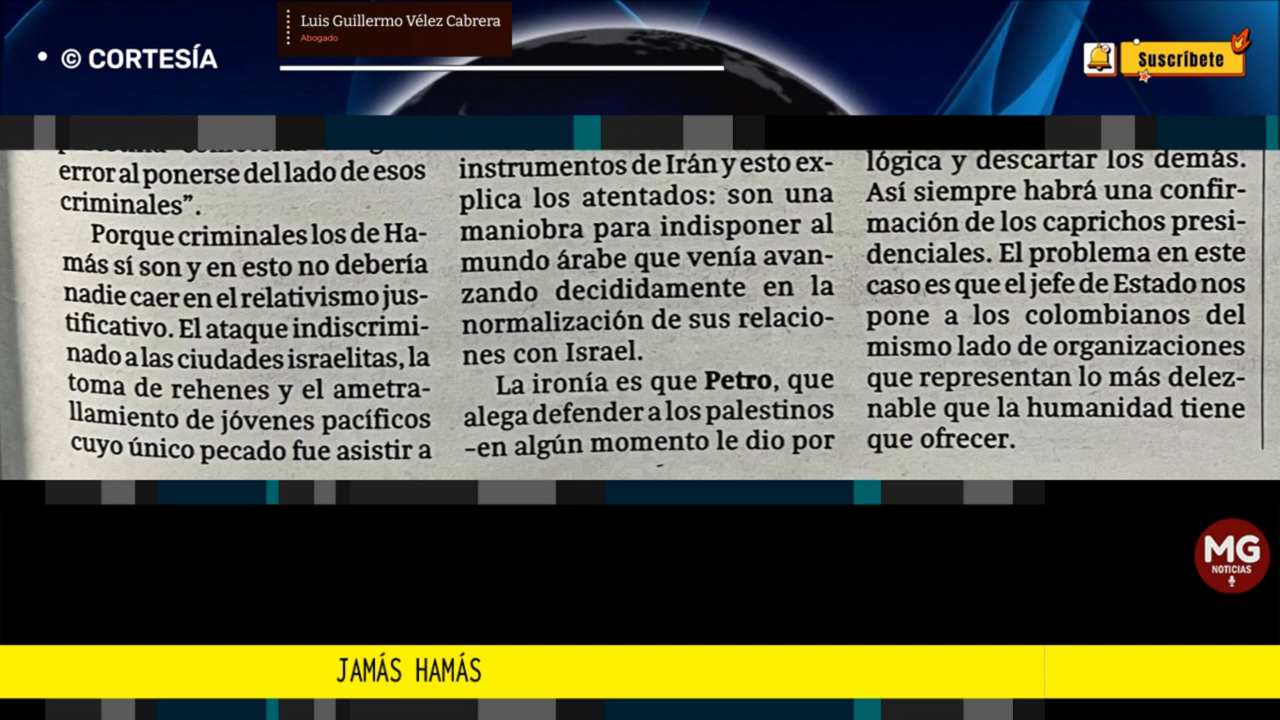 © CORTESÍA
Luis Guillermo Vélez Cabrera
Abogado
Suscríbete
error al ponerse del lado de esos
criminales”.
Porque criminales los de Ha-
más sí son y en esto no debería
nadie caer en el relativismo jus-
tificativo. El ataque indiscrimi-
nado a las ciudades israelitas, la
toma de rehenes y el ametra-
llamiento de jóvenes pacíficos
cuyo único pecado fue asistir a
instrumentos de Irán y esto ex-
plica los atentados: son una
maniobra para indisponer al
mundo árabe que venía avan-
zando decididamente en la
normalización de sus relacio-
nes con Israel.
La ironía es que Petro, que
alega defender a los palestinos
–en algún momento le dio por
lógica y descartar los demás.
Así siempre habrá una confir-
mación de los caprichos presi-
denciales. El problema en este
caso es que el jefe de Estado nos
pone a los colombianos del
mismo lado de organizaciones
que representan lo más delez-
nable que la humanidad tiene
que ofrecer.
MG
NOTICIAS
JAMÁS HAMÁS